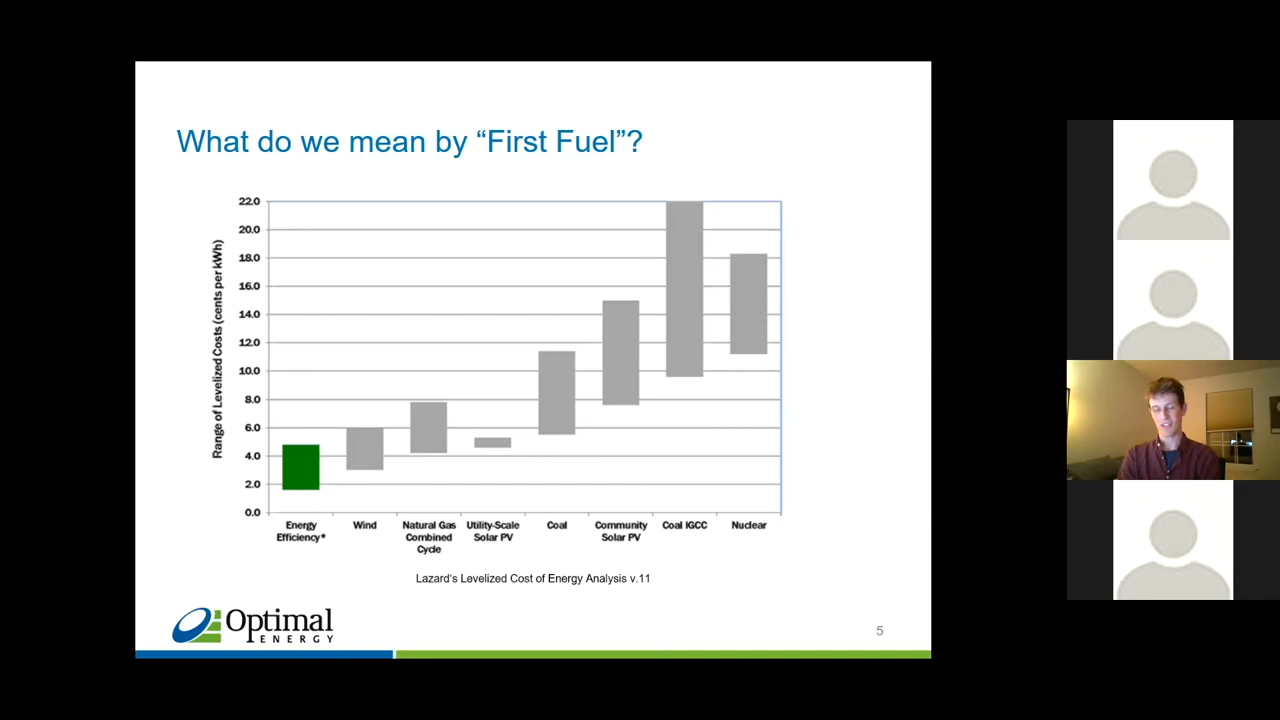 What do we mean by “First Fuel”?
Range of Levelized Costs (cents per kWh)
22.0
20.0
18.0
16.0
14.0
12.0
10.0
8.0
6.0
4.0
2.0
0.0
Energy
Efficiency*
Wind
Natural Gas
Combined
Cycle
Utility-Scale
Solar PV
Coal
Community
Solar PV
Coal IGCC
Nuclear
Lazard's Levelized Cost of Energy Analysis v.11
Optimal
ENERGY
5